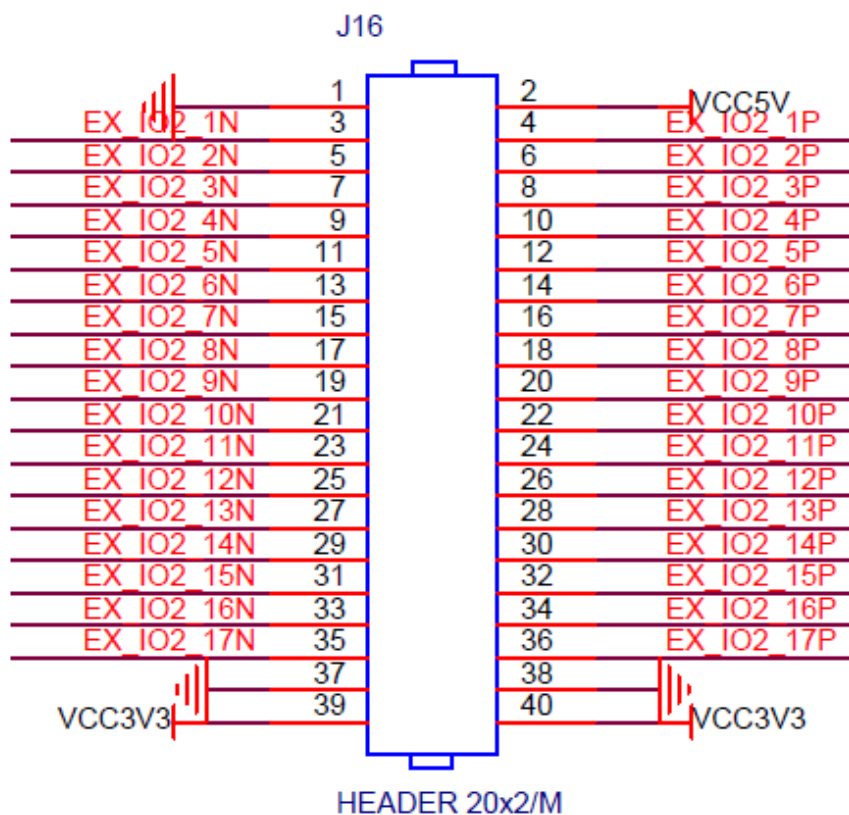 J16
1 2 VCC5V
EX_IO2_1N 3 4 EX_IO2_1P
EX_IO2_2N 5 6 EX_IO2_2P
EX_IO2_3N 7 8 EX_IO2_3P
EX_IO2_4N 9 10 EX_IO2_4P
EX_IO2_5N 11 12 EX_IO2_5P
EX_IO2_6N 13 14 EX_IO2_6P
EX_IO2_7N 15 16 EX_IO2_7P
EX_IO2_8N 17 18 EX_IO2_8P
EX_IO2_9N 19 20 EX_IO2_9P
EX_IO2_10N 21 22 EX_IO2_10P
EX_IO2_11N 23 24 EX_IO2_11P
EX_IO2_12N 25 26 EX_IO2_12P
EX_IO2_13N 27 28 EX_IO2_13P
EX_IO2_14N 29 30 EX_IO2_14P
EX_IO2_15N 31 32 EX_IO2_15P
EX_IO2_16N 33 34 EX_IO2_16P
EX_IO2_17N 35 36 EX_IO2_17P
37 38
VCC3V3 39 40 VCC3V3
HEADER 20x2/M